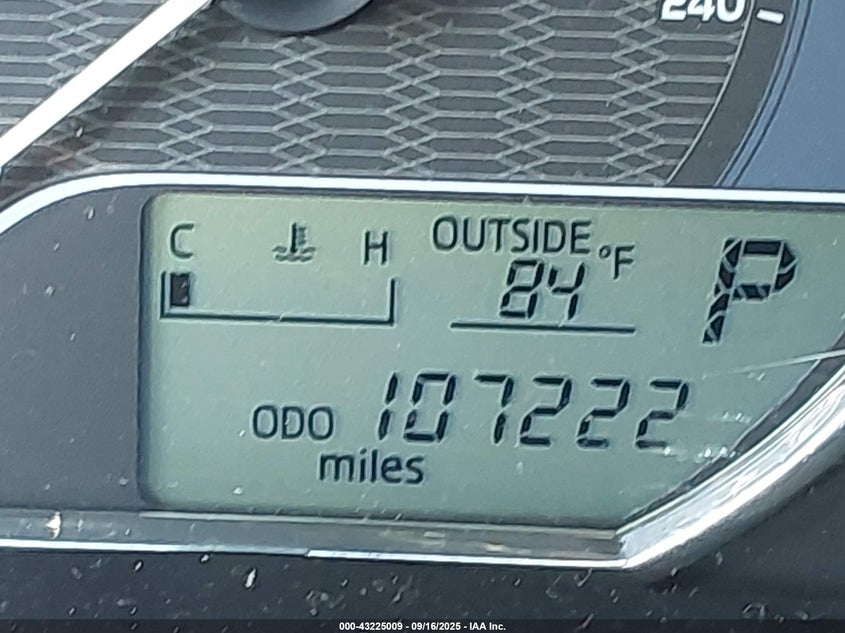 240
C H OUTSIDE °F P
84
ODO 107222
miles
000-43225009 - 09/16/2025 - IAA Inc.